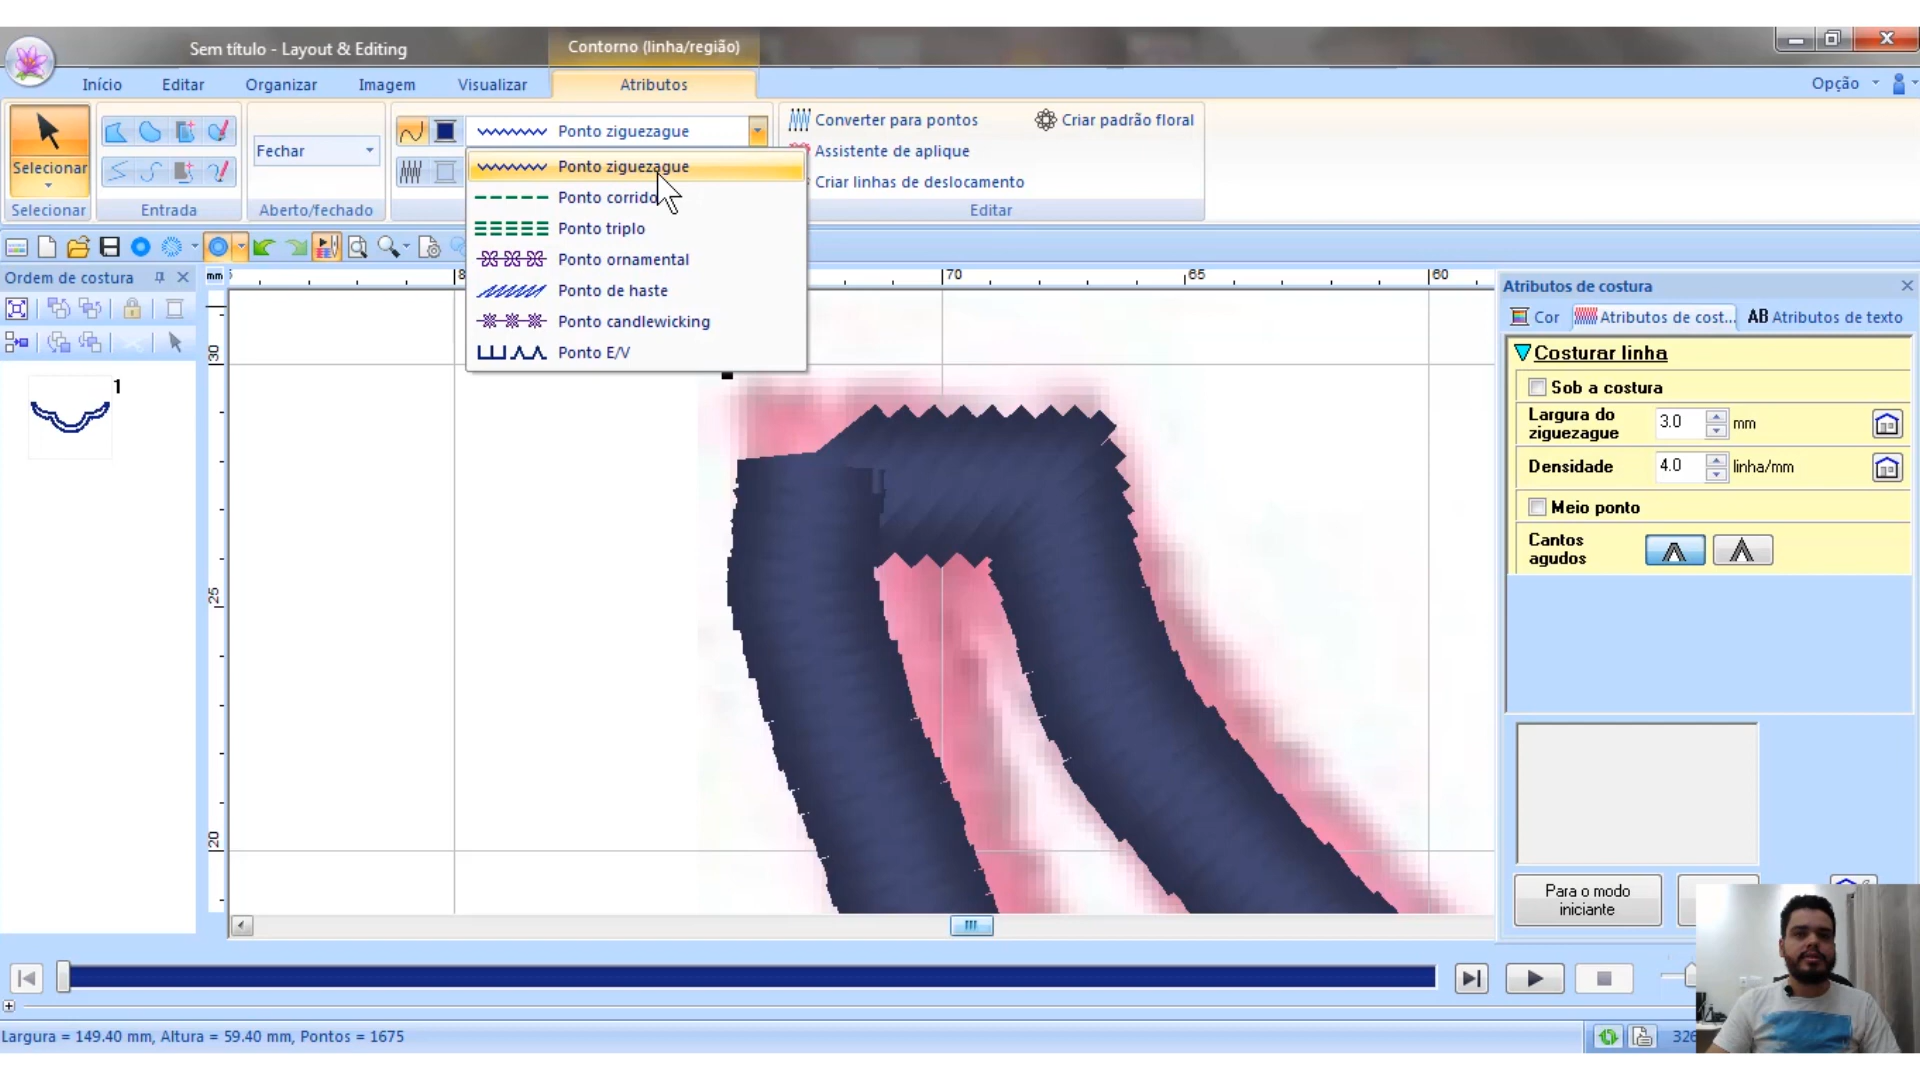 Sem título - Layout & Editing
Contorno (linha/região)
Início Editar Organizar Imagem Visualizar Atributos Opção
Selecionar
Fechar
Ponto ziguezague
Converter para pontos Criar padrão floral
Assistente de aplique
Criar linhas de deslocamento
Selecionar Entrada Aberto/fechado Editar
Ponto ziguezague
Ponto corrido
Ponto triplo
Ponto ornamental
Ponto de haste
Ponto candlewicking
Ponto E/V
Ordem de costura
mm 70 65 60
30
25
20
1
Atributos de costura
Cor Atributos de cost... AB Atributos de texto
Costurar linha
Sob a costura
Largura do ziguezague 3.0 mm
Densidade 4.0 linha/mm
Meio ponto
Cantos agudos
Para o modo
iniciante
Largura = 149.40 mm, Altura = 59.40 mm, Pontos = 1675